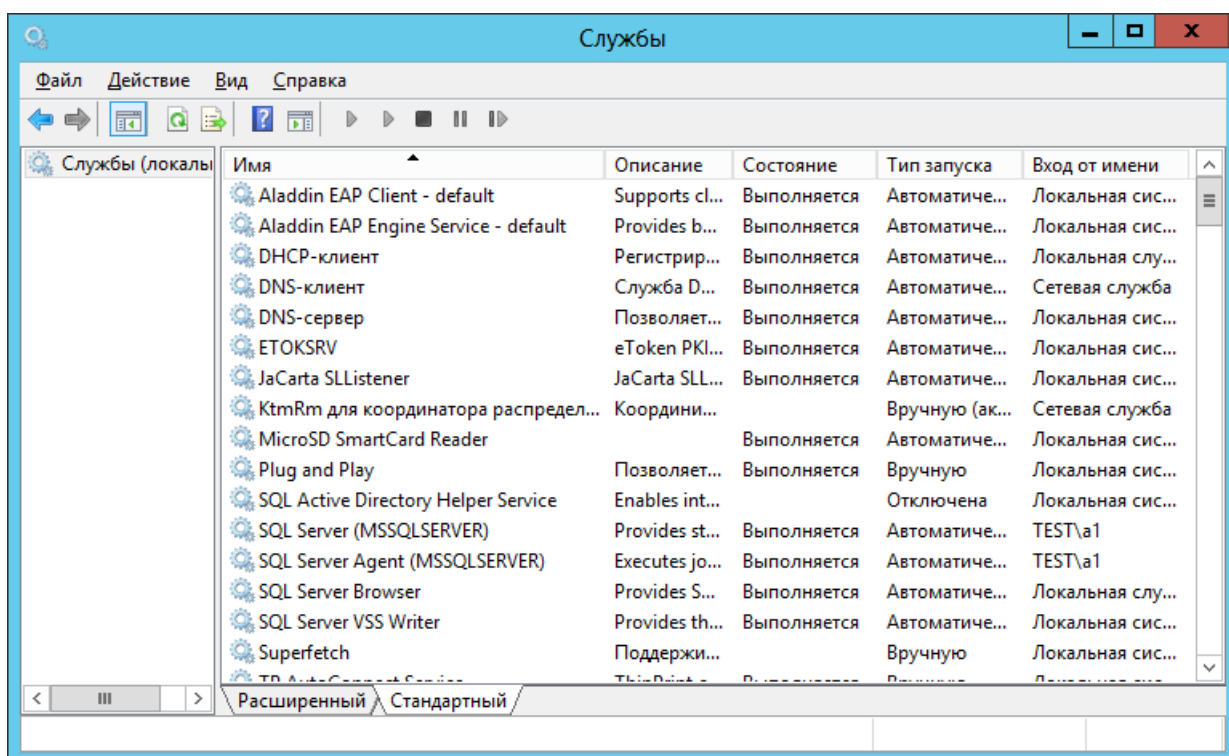 Службы
Файл Действие Вид Справка
Службы (локалы
Имя Описание Состояние Тип запуска Вход от имени
Aladdin EAP Client - default Supports cl... Выполняется Автоматиче... Локальная сис...
Aladdin EAP Engine Service - default Provides b... Выполняется Автоматиче... Локальная сис...
DHCP-клиент Регистрир... Выполняется Автоматиче... Локальная слу...
DNS-клиент Служба D... Выполняется Автоматиче... Сетевая служба
DNS-сервер Позволяет... Выполняется Автоматиче... Локальная сис...
ETOKSRV eToken PKI... Выполняется Автоматиче... Локальная сис...
JaCarta SLListener JaCarta SLL... Выполняется Автоматиче... Локальная сис...
KtmRm для координатора распредел... Координи... Вручную (ак... Сетевая служба
MicroSD SmartCard Reader Выполняется Автоматиче... Локальная сис...
Plug and Play Позволяет... Выполняется Вручную Локальная сис...
SQL Active Directory Helper Service Enables int... Отключена Локальная сис...
SQL Server (MSSQLSERVER) Provides st... Выполняется Автоматиче... TEST\a1
SQL Server Agent (MSSQLSERVER) Executes jo... Выполняется Автоматиче... TEST\a1
SQL Server Browser Provides S... Выполняется Автоматиче... Локальная слу...
SQL Server VSS Writer Provides th... Выполняется Автоматиче... Локальная сис...
Superfetch Поддержи... Вручную Локальная сис...
Расширенный Стандартный